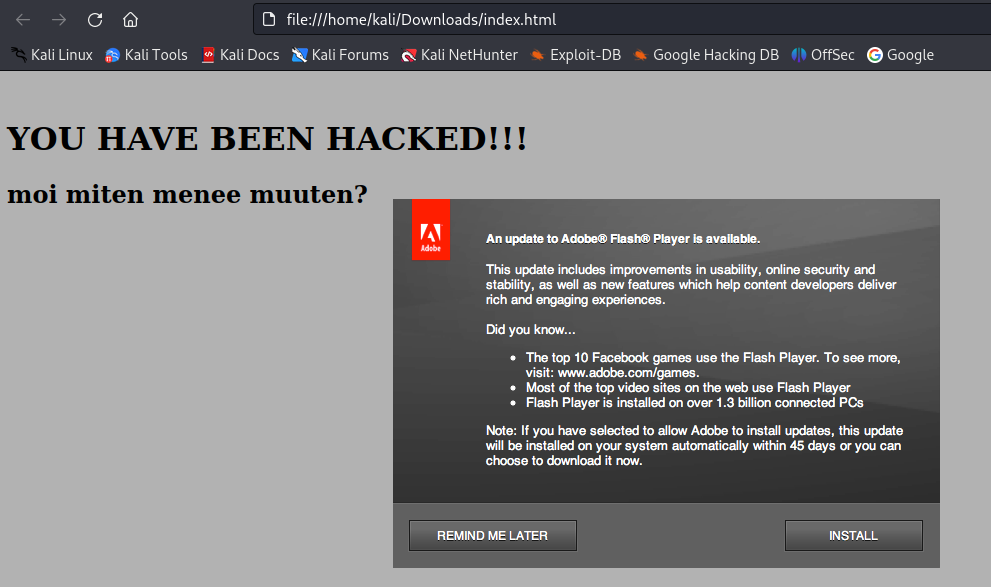 file:///home/kali/Downloads/index.html
Kali Linux Kali Tools Kali Docs Kali Forums Kali NetHunter Exploit-DB Google Hacking DB OffSec Google
YOU HAVE BEEN HACKED!!!
moi miten menee muuten?
Adobe
An update to Adobe® Flash® Player is available.
This update includes improvements in usability, online security and
stability, as well as new features which help content developers deliver
rich and engaging experiences.
Did you know...
• The top 10 Facebook games use the Flash Player. To see more,
visit: www.adobe.com/games.
• Most of the top video sites on the web use Flash Player
• Flash Player is installed on over 1.3 billion connected PCs
Note: If you have selected to allow Adobe to install updates, this update
will be installed on your system automatically within 45 days or you can
choose to download it now.
REMIND ME LATER INSTALL